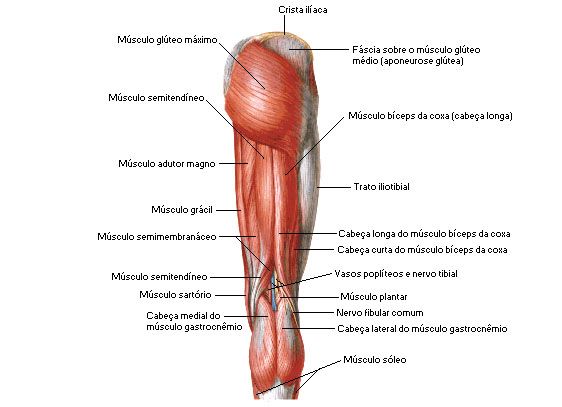 Crista ilíaca
Músculo glúteo máximo
Fáscia sobre o músculo glúteo
médio (aponeurose glútea)
Músculo semitendíneo
Músculo bíceps da coxa (cabeça longa)
Músculo adutor magno
Trato iliotibial
Músculo grácil
Músculo semimembranáceo
Cabeça longa do músculo bíceps da coxa
Cabeça curta do músculo bíceps da coxa
Músculo semitendíneo
Vasos poplíteos e nervo tibial
Músculo sartório
Músculo plantar
Cabeça medial do
músculo gastrocnêmio
Nervo fibular comum
Cabeça lateral do músculo gastrocnêmio
Músculo sóleo